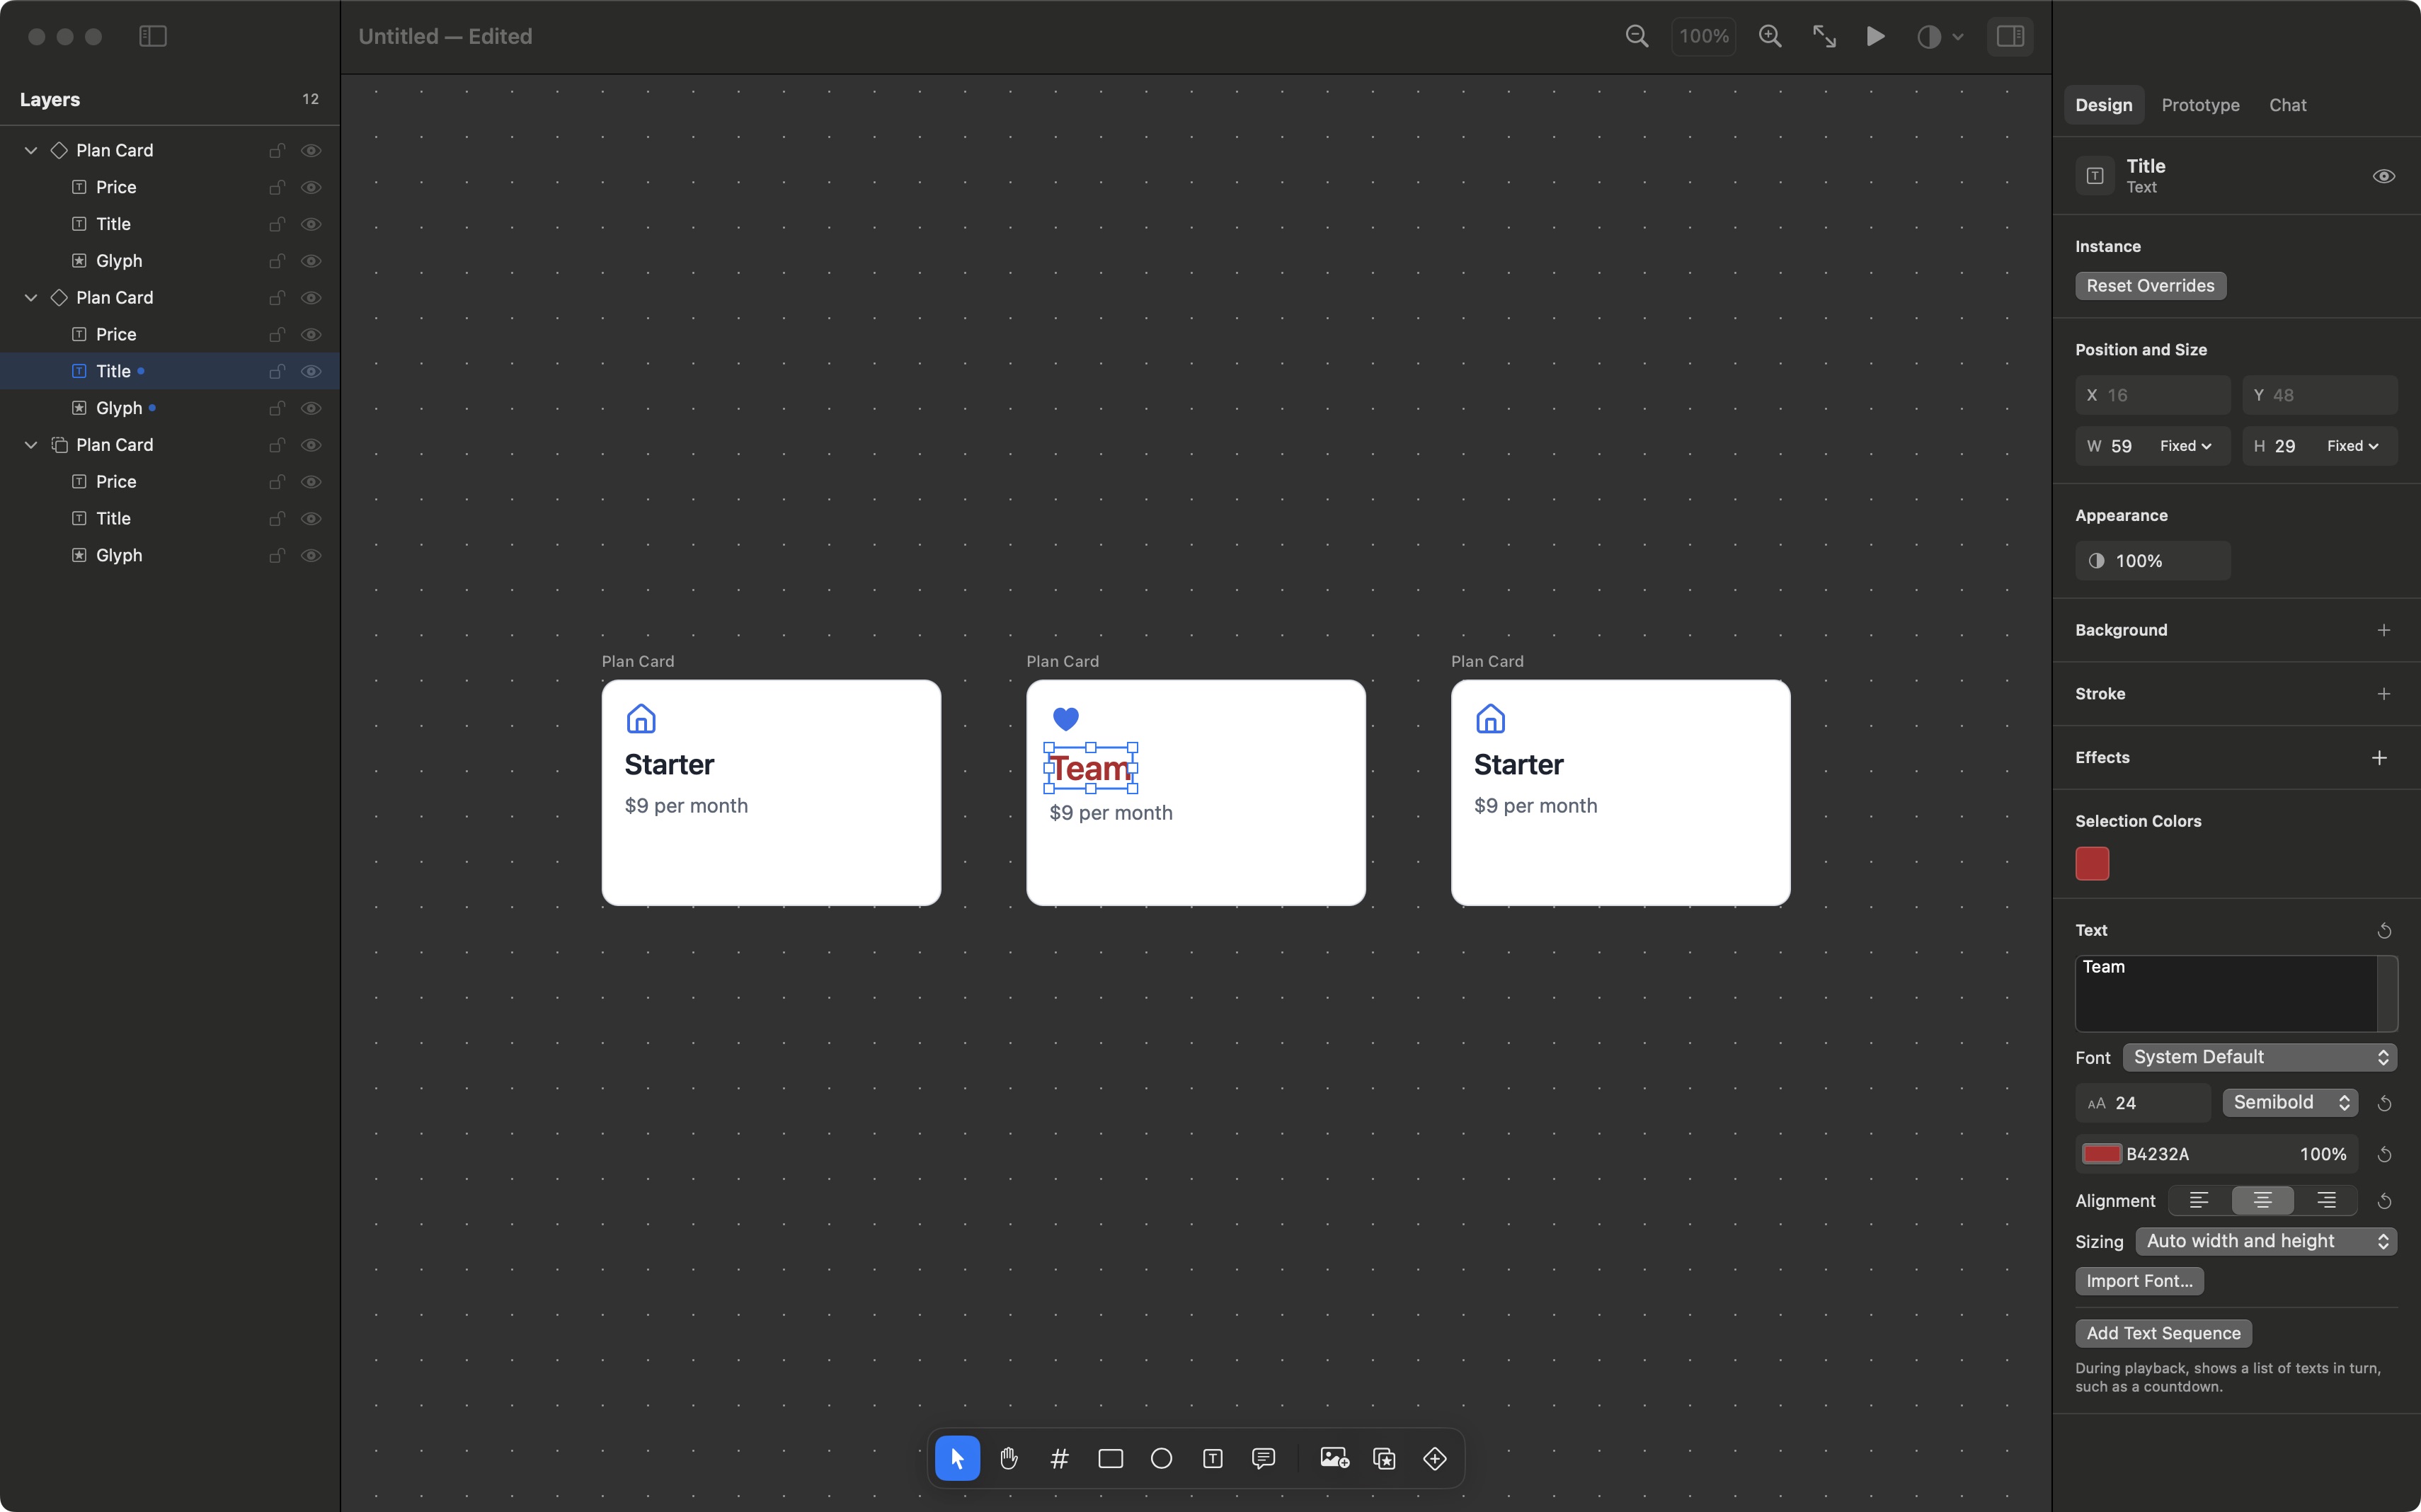 Untitled — Edited
100%
Layers
12
Plan Card
Price
Title
Glyph
Plan Card
Price
Title
Glyph
Plan Card
Price
Title
Glyph
Plan Card
Starter
$9 per month
Plan Card
Team
$9 per month
Plan Card
Starter
$9 per month
Design Prototype Chat
Title
Text
Instance
Reset Overrides
Position and Size
X 16 Y 48
W 59 Fixed H 29 Fixed
Appearance
100%
Background
Stroke
Effects
Selection Colors
Text
Team
Font System Default
AA 24 Semibold
B4232A 100%
Alignment
Sizing Auto width and height
Import Font...
Add Text Sequence
During playback, shows a list of texts in turn,
such as a countdown.